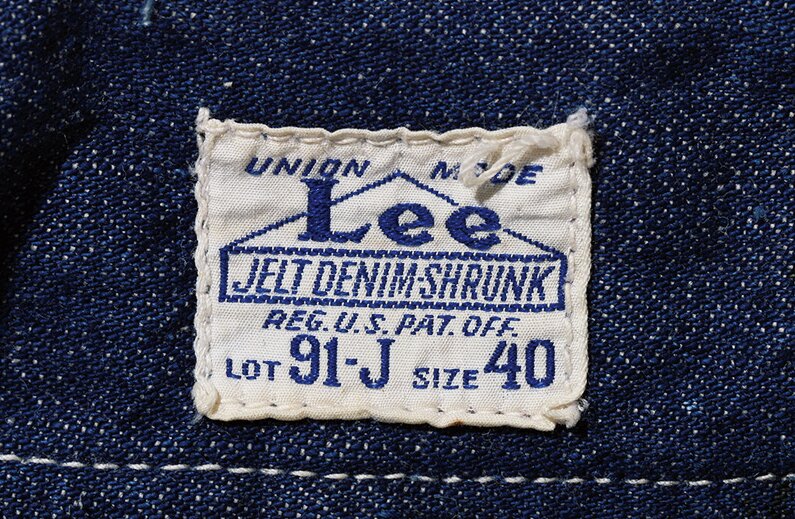 UNION MADE
Lee
JELT DENIM-SHRUNK
REG. U.S. PAT. OFF.
LOT 91-J SIZE 40